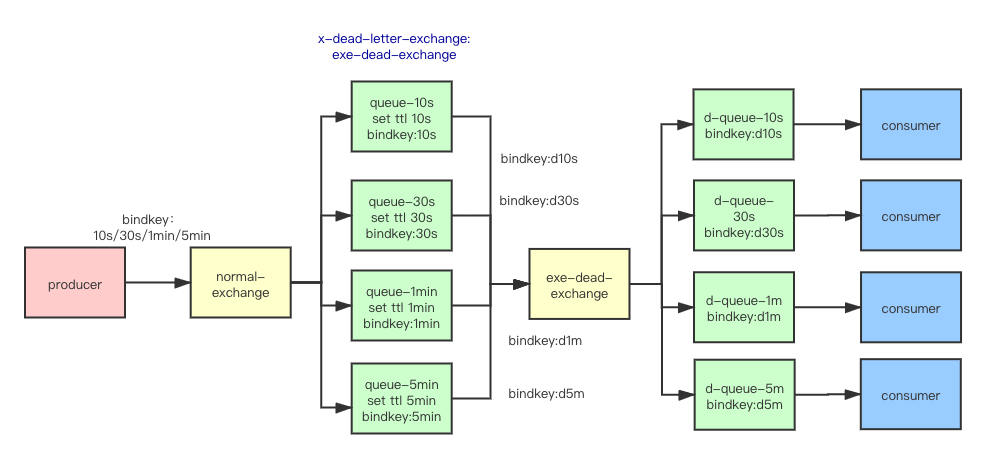 x-dead-letter-exchange:
exe-dead-exchange
queue-10s
set ttl 10s
bindkey:10s
d-queue-10s
bindkey:d10s
consumer
bindkey:d10s
queue-30s
set ttl 30s
bindkey:30s
bindkey:d30s
d-queue-
30s
bindkey:d30s
consumer
bindkey：
10s/30s/1min/5min
producer
normal-
exchange
exe-dead-
exchange
queue-1min
set ttl 1min
bindkey:1min
d-queue-1m
bindkey:d1m
consumer
bindkey:d1m
queue-5min
set ttl 5min
bindkey:5min
bindkey:d5m
d-queue-5m
bindkey:d5m
consumer